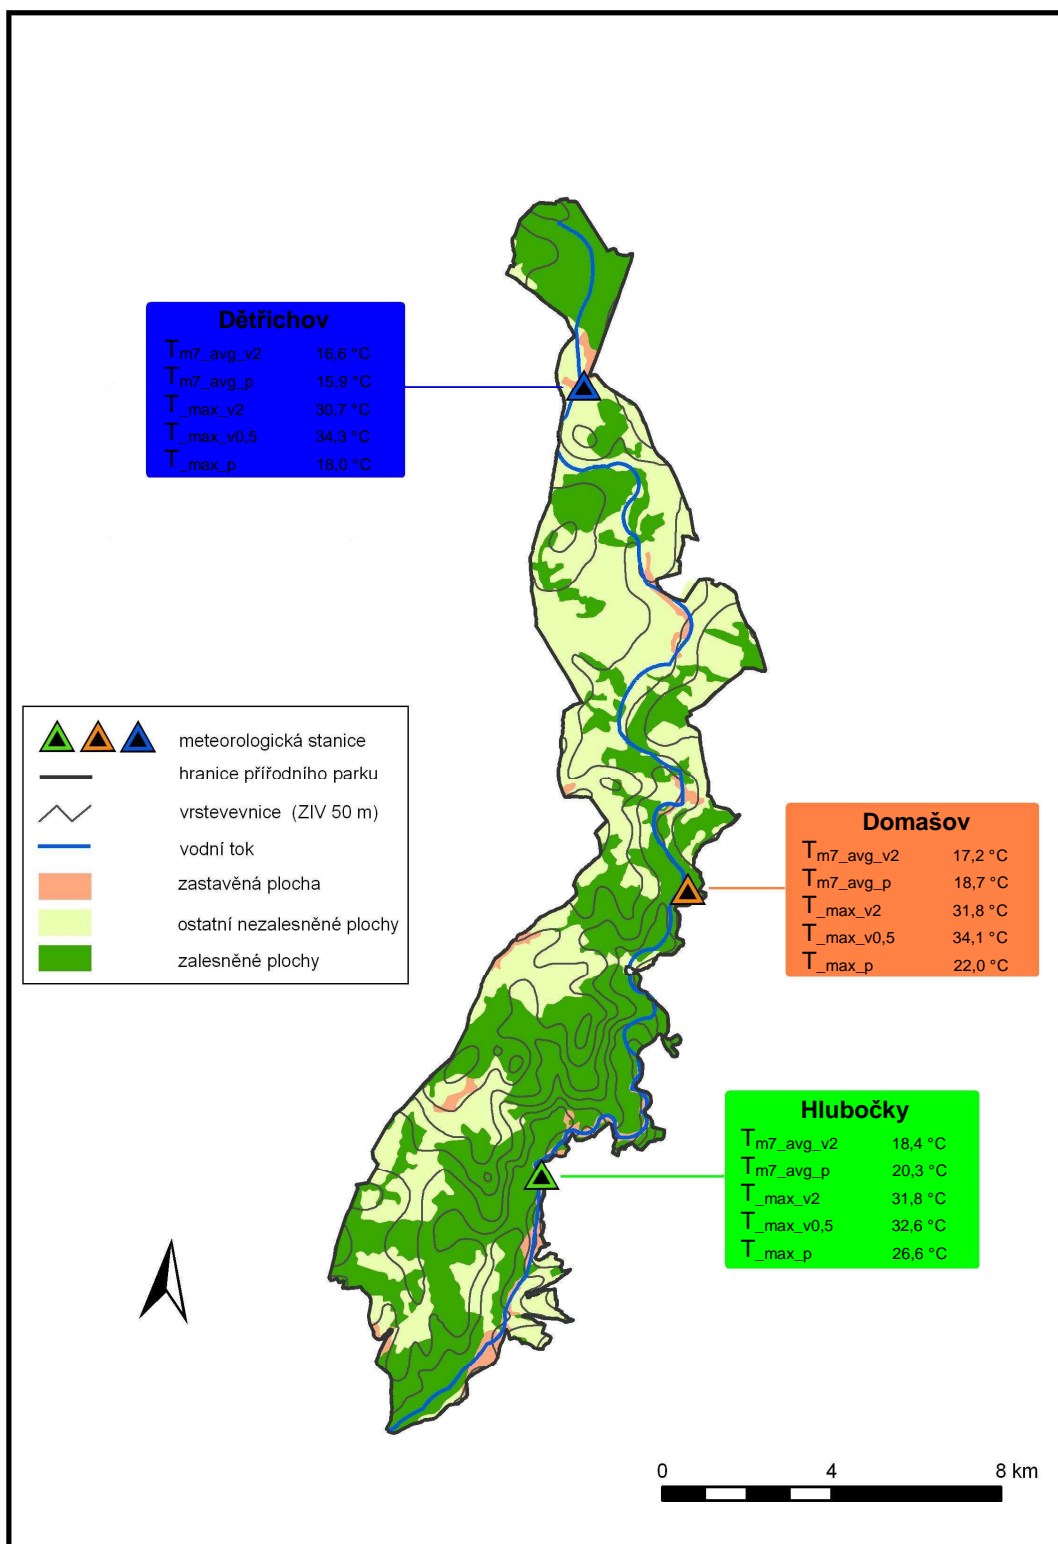 Dětřichov
Tm7_avg_v2 16,6 °C
Tm7_avg_p 15,9 °C
T_max_v2 30,7 °C
T_max_v0,5 34,3 °C
T_max_p 18,0 °C
meteorologická stanice
hranice přířodního parku
vrstevevnice (ZIV 50 m)
vodní tok
zastavěná plocha
ostatní nezalesněné plochy
zalesněné plochy
Domašov
Tm7_avg_v2 17,2 °C
Tm7_avg_p 18,7 °C
T_max_v2 31,8 °C
T_max_v0,5 34,1 °C
T_max_p 22,0 °C
Hlubočky
Tm7_avg_v2 18,4 °C
Tm7_avg_p 20,3 °C
T_max_v2 31,8 °C
T_max_v0,5 32,6 °C
T_max_p 26,6 °C
0 4 8 km